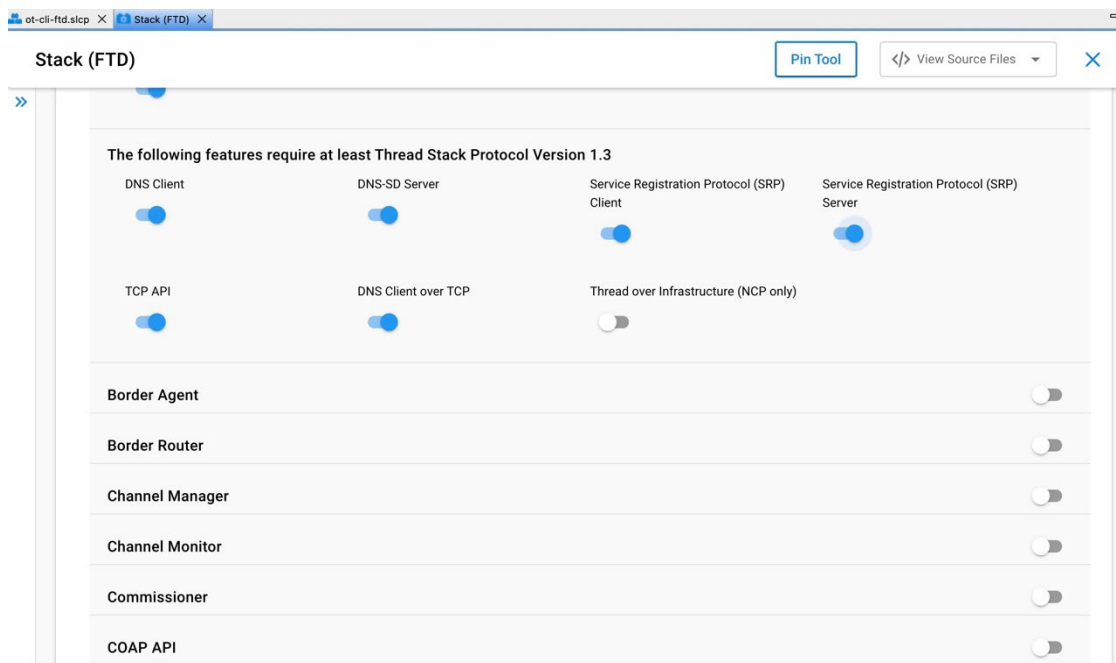 ot-cli-ftd.slcp
Stack (FTD)
Stack (FTD)
Pin Tool
</> View Source Files
The following features require at least Thread Stack Protocol Version 1.3
DNS Client
DNS-SD Server
Service Registration Protocol (SRP)
Client
Service Registration Protocol (SRP)
Server
TCP API
DNS Client over TCP
Thread over Infrastructure (NCP only)
Border Agent
Border Router
Channel Manager
Channel Monitor
Commissioner
COAP API